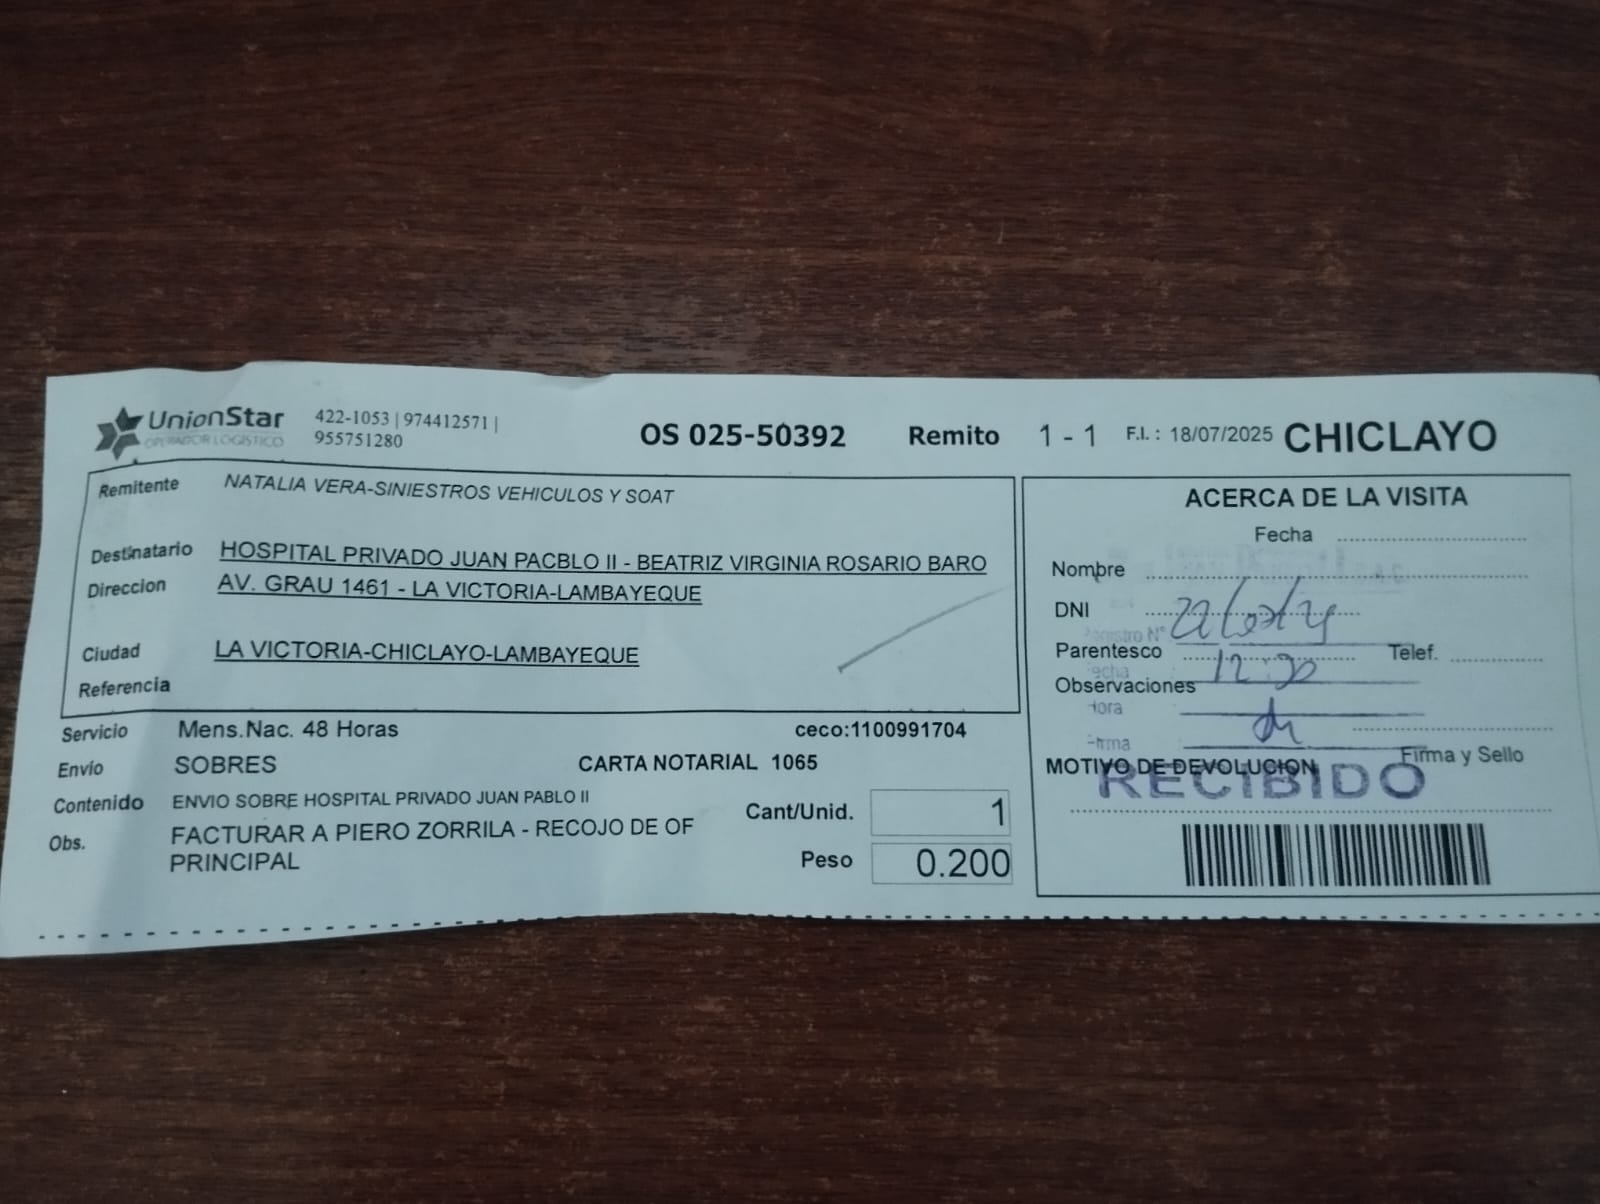 UnionStar
OPERADOR LOGISTICO
422-1053 | 974412571 |
955751280
OS 025-50392
Remito 1 - 1
F.I. : 18/07/2025
CHICLAYO
Remitente NATALIA VERA-SINIESTROS VEHICULOS Y SOAT
Destinatario HOSPITAL PRIVADO JUAN PACBLO II - BEATRIZ VIRGINIA ROSARIO BARO
Direccion AV. GRAU 1461 - LA VICTORIA-LAMBAYEQUE
Ciudad LA VICTORIA-CHICLAYO-LAMBAYEQUE
Referencia
Servicio Mens.Nac. 48 Horas ceco:1100991704
Envío SOBRES CARTA NOTARIAL 1065
Contenido ENVIO SOBRE HOSPITAL PRIVADO JUAN PABLO II
Obs. FACTURAR A PIERO ZORRILA - RECOJO DE OF
PRINCIPAL
Cant/Unid. 1
Peso 0.200
ACERCA DE LA VISITA
Fecha
Nombre
DNI
Registro N°
Parentesco Telef.
Fecha
Observaciones
Hora
Firma
Firma y Sello
MOTIVO DE DEVOLUCION
RECIBIDO